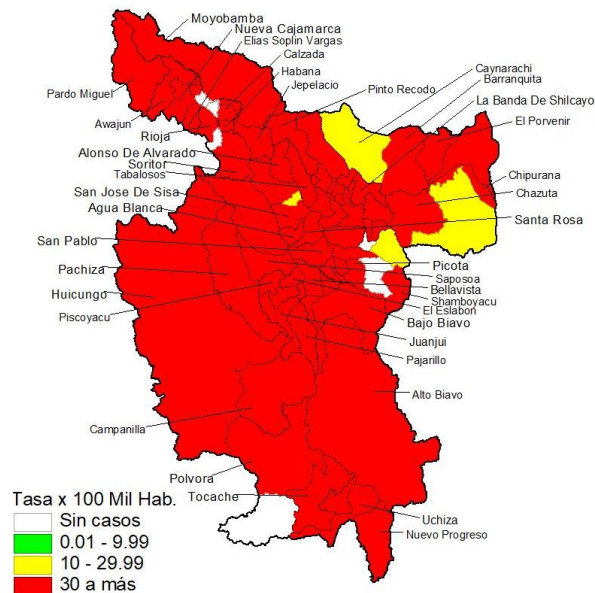 Moyobamba
Nueva Cajamarca
Elias Soplin Vargas
Calzada
Habana
Jepelacio
Pinto Recodo
Caynarachi
Barranquita
La Banda De Shilcayo
El Porvenir
Pardo Miguel
Awajun
Rioja
Alonso De Alvarado
Soritor
Tabalosos
San Jose De Sisa
Agua Blanca
San Pablo
Pachiza
Huicungo
Piscoyacu
Chipurana
Chazuta
Santa Rosa
Picota
Saposoa
Bellavista
Shamboyacu
El Eslabon
Bajo Biavo
Juanjui
Pajarillo
Alto Biavo
Campanilla
Polvora
Tocache
Uchiza
Nuevo Progreso
Tasa x 100 Mil Hab.
Sin casos
0.01 - 9.99
10 - 29.99
30 a más